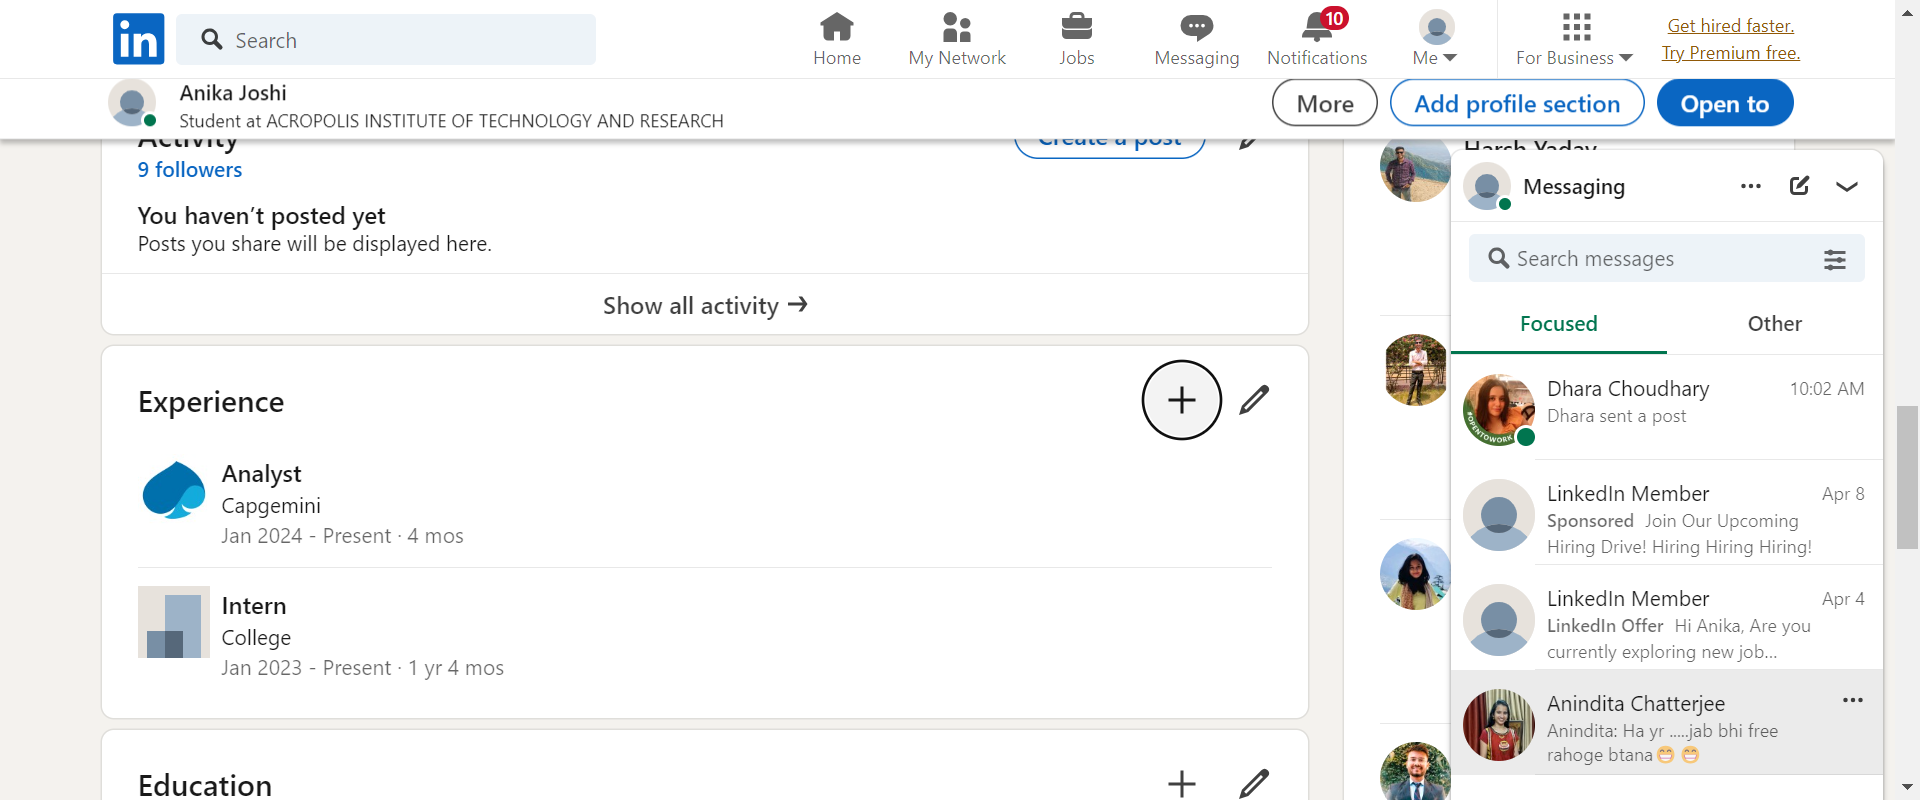 in
Search
Home
My Network
Jobs
Messaging
10
Notifications
Me
For Business
Get hired faster.
Try Premium free.
Anika Joshi
Student at ACROPOLIS INSTITUTE OF TECHNOLOGY AND RESEARCH
More
Add profile section
Open to
Activity
Create a post
9 followers
You haven’t posted yet
Posts you share will be displayed here.
Show all activity →
Experience
Analyst
Capgemini
Jan 2024 - Present · 4 mos
Intern
College
Jan 2023 - Present · 1 yr 4 mos
Education
Harsh Yadav
Messaging
Search messages
Focused
Other
Dhara Choudhary
10:02 AM
Dhara sent a post
#OPENTOWORK
LinkedIn Member
Apr 8
Sponsored Join Our Upcoming
Hiring Drive! Hiring Hiring Hiring!
LinkedIn Member
Apr 4
LinkedIn Offer Hi Anika, Are you
currently exploring new job...
Anindita Chatterjee
Anindita: Ha yr .....jab bhi free
rahoge btana😁 😁